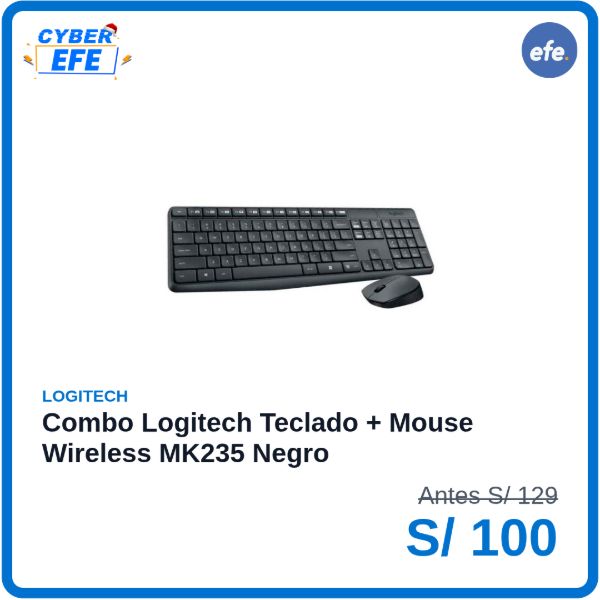 CYBER
EFE
efe.
LOGITECH
Combo Logitech Teclado + Mouse
Wireless MK235 Negro
Antes S/ 129
S/ 100